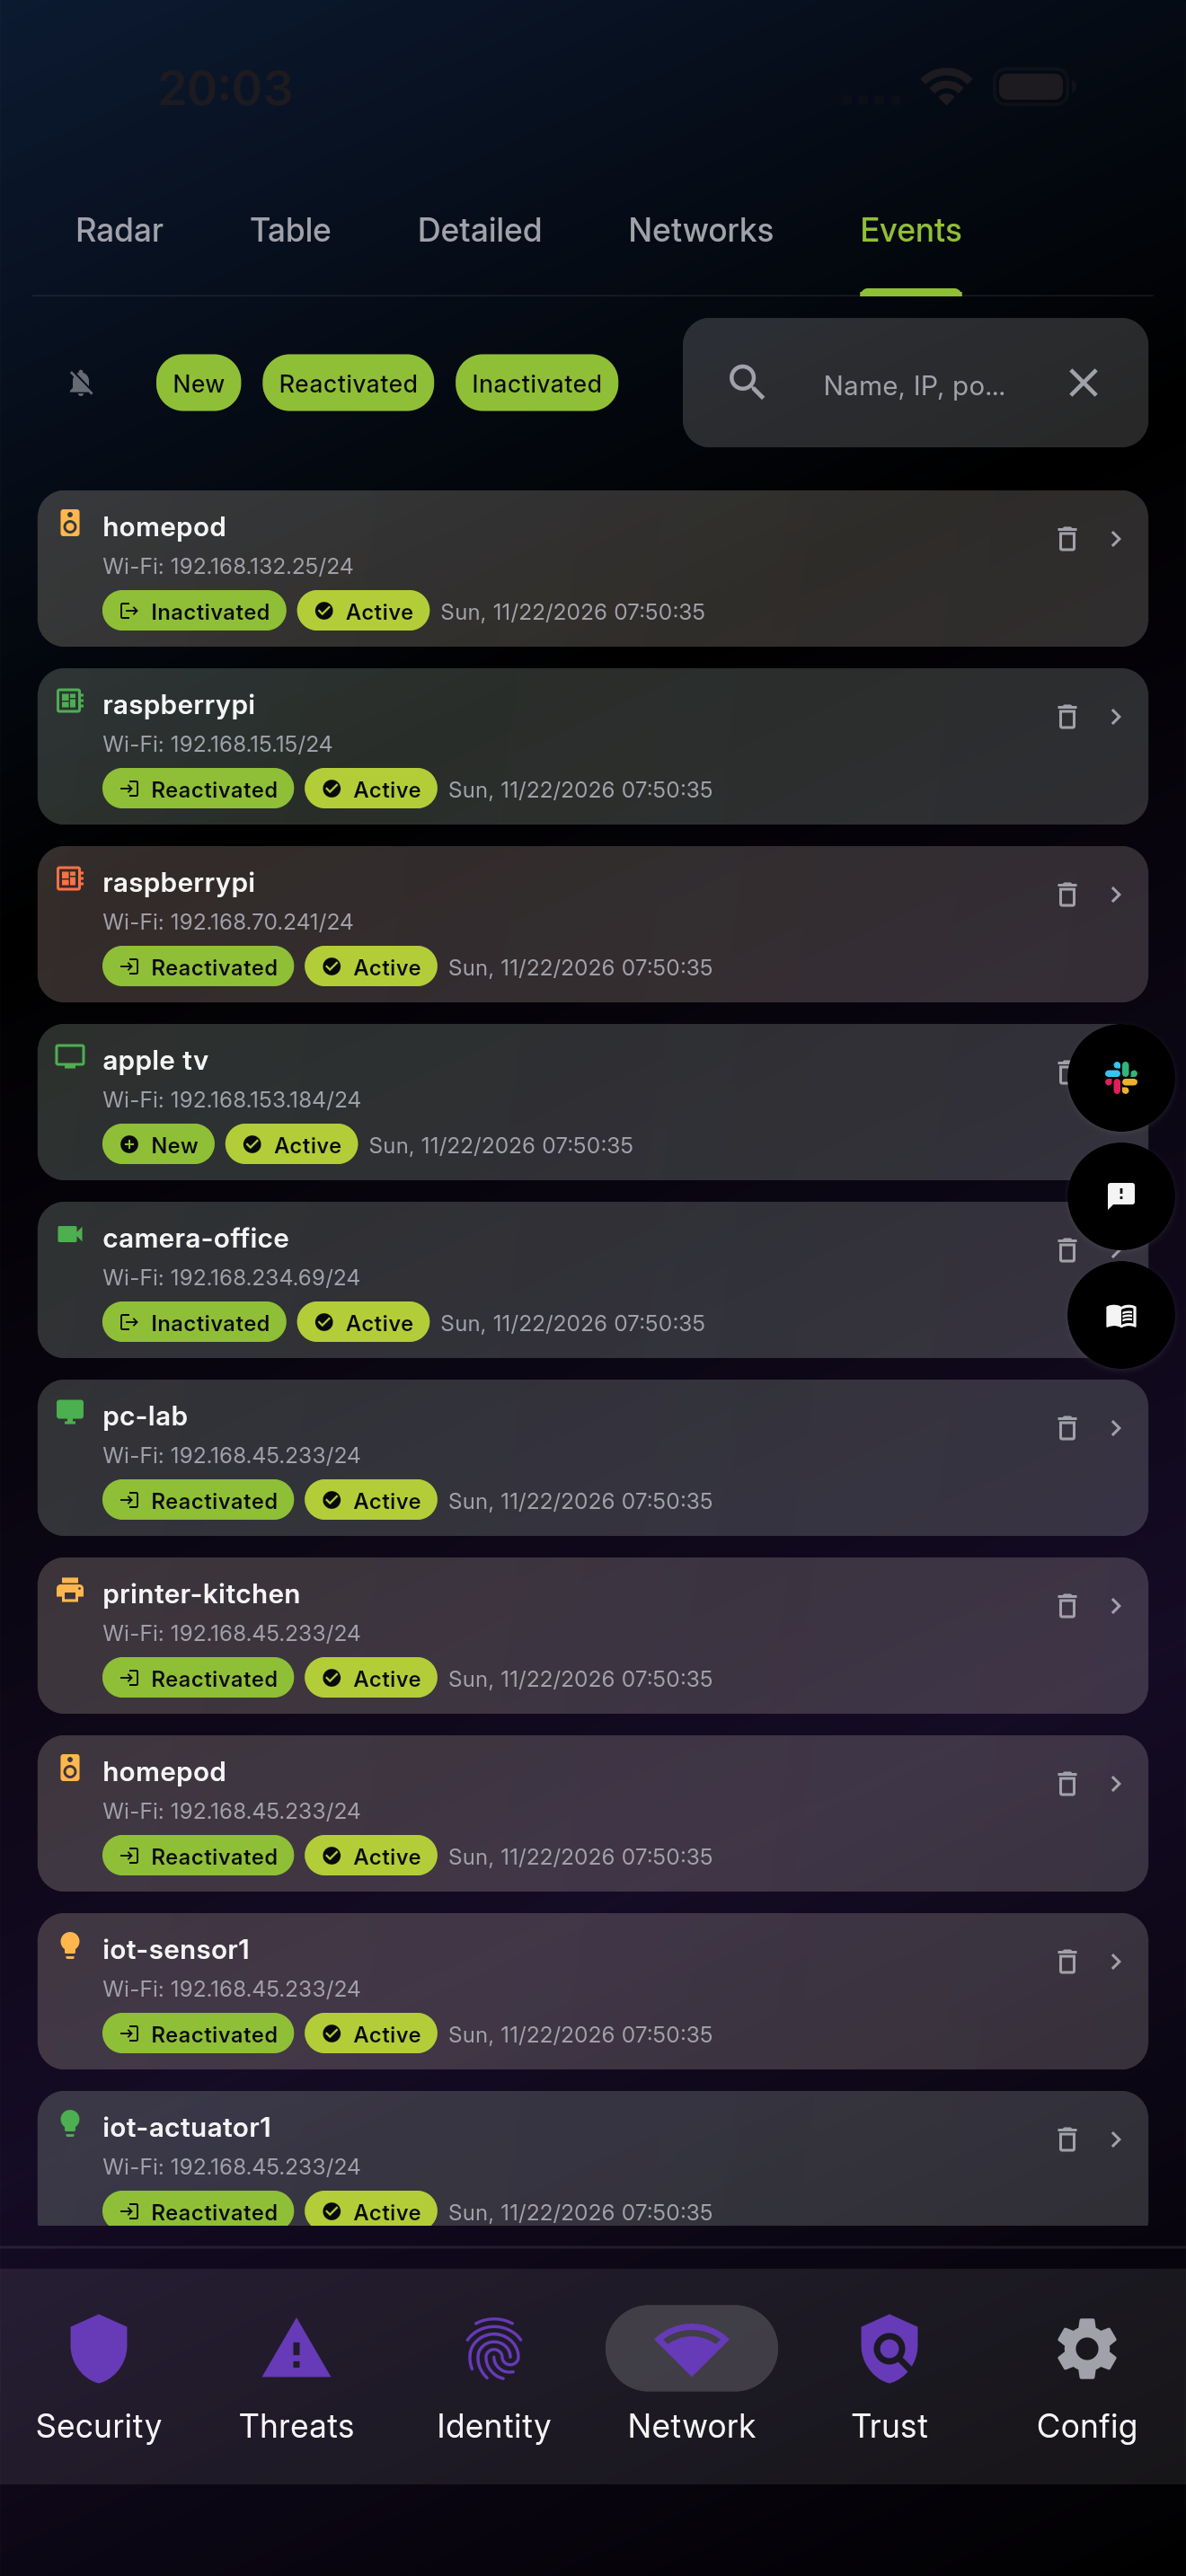 20:03
Radar Table Detailed Networks Events
New Reactivated Inactivated Name, IP, po...
homepod
Wi-Fi: 192.168.132.25/24
Inactivated Active Sun, 11/22/2026 07:50:35
raspberrypi
Wi-Fi: 192.168.15.15/24
Reactivated Active Sun, 11/22/2026 07:50:35
raspberrypi
Wi-Fi: 192.168.70.241/24
Reactivated Active Sun, 11/22/2026 07:50:35
apple tv
Wi-Fi: 192.168.153.184/24
New Active Sun, 11/22/2026 07:50:35
camera-office
Wi-Fi: 192.168.234.69/24
Inactivated Active Sun, 11/22/2026 07:50:35
pc-lab
Wi-Fi: 192.168.45.233/24
Reactivated Active Sun, 11/22/2026 07:50:35
printer-kitchen
Wi-Fi: 192.168.45.233/24
Reactivated Active Sun, 11/22/2026 07:50:35
homepod
Wi-Fi: 192.168.45.233/24
Reactivated Active Sun, 11/22/2026 07:50:35
iot-sensor1
Wi-Fi: 192.168.45.233/24
Reactivated Active Sun, 11/22/2026 07:50:35
iot-actuator1
Wi-Fi: 192.168.45.233/24
Reactivated Active Sun, 11/22/2026 07:50:35
Security Threats Identity Network Trust Config